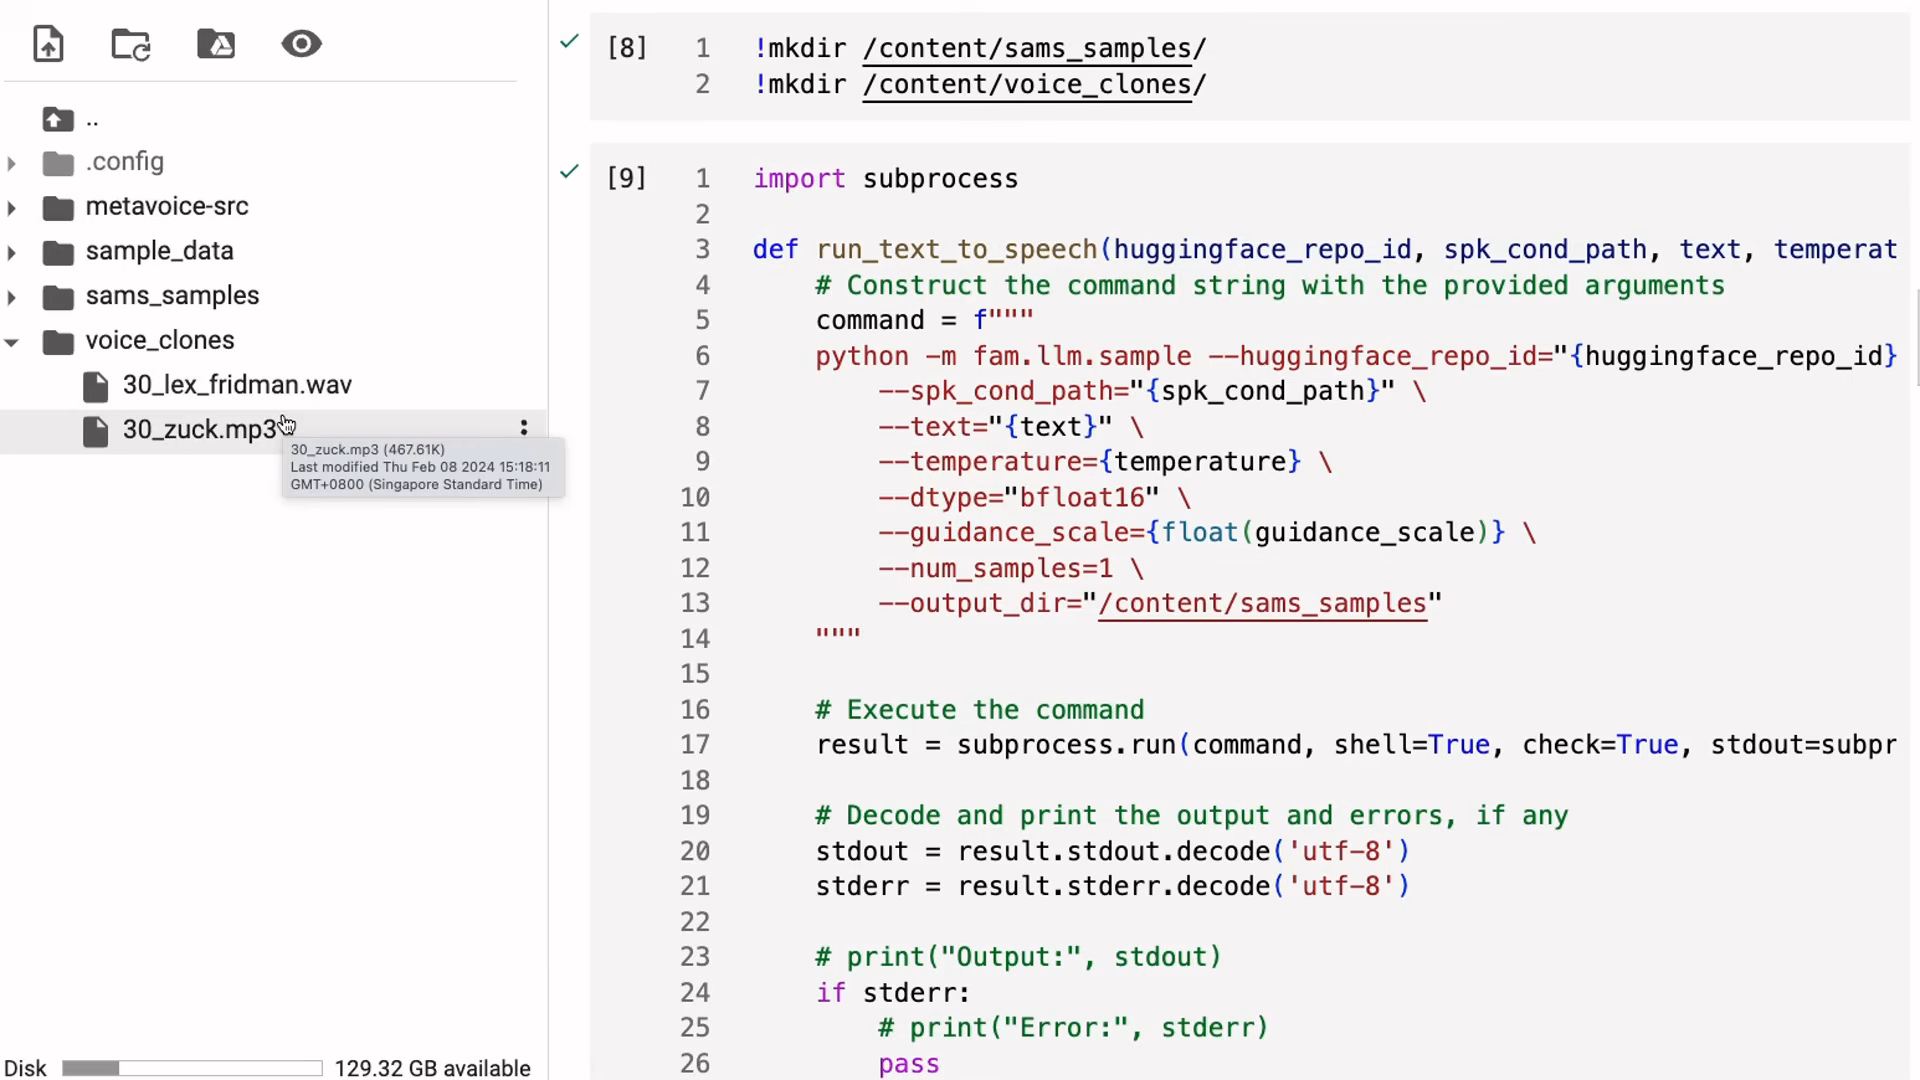 ..
.config
metavoice-src
sample_data
sams_samples
voice_clones
30_lex_fridman.wav
30_zuck.mp3
30_zuck.mp3 (467.61K)
Last modified Thu Feb 08 2024 15:18:11
GMT+0800 (Singapore Standard Time)
Disk 129.32 GB available
[8] 1 !mkdir /content/sams_samples/
2 !mkdir /content/voice_clones/
[9] 1 import subprocess
2
3 def run_text_to_speech(huggingface_repo_id, spk_cond_path, text, temperat
4 # Construct the command string with the provided arguments
5 command = f"""
6 python -m fam.llm.sample --huggingface_repo_id="{huggingface_repo_id}
7 --spk_cond_path="{spk_cond_path}" \
8 --text="{text}" \
9 --temperature={temperature} \
10 --dtype="bfloat16" \
11 --guidance_scale={float(guidance_scale)} \
12 --num_samples=1 \
13 --output_dir="/content/sams_samples"
14 """
15
16 # Execute the command
17 result = subprocess.run(command, shell=True, check=True, stdout=subpr
18
19 # Decode and print the output and errors, if any
20 stdout = result.stdout.decode('utf-8')
21 stderr = result.stderr.decode('utf-8')
22
23 # print("Output:", stdout)
24 if stderr:
25 # print("Error:", stderr)
26 pass